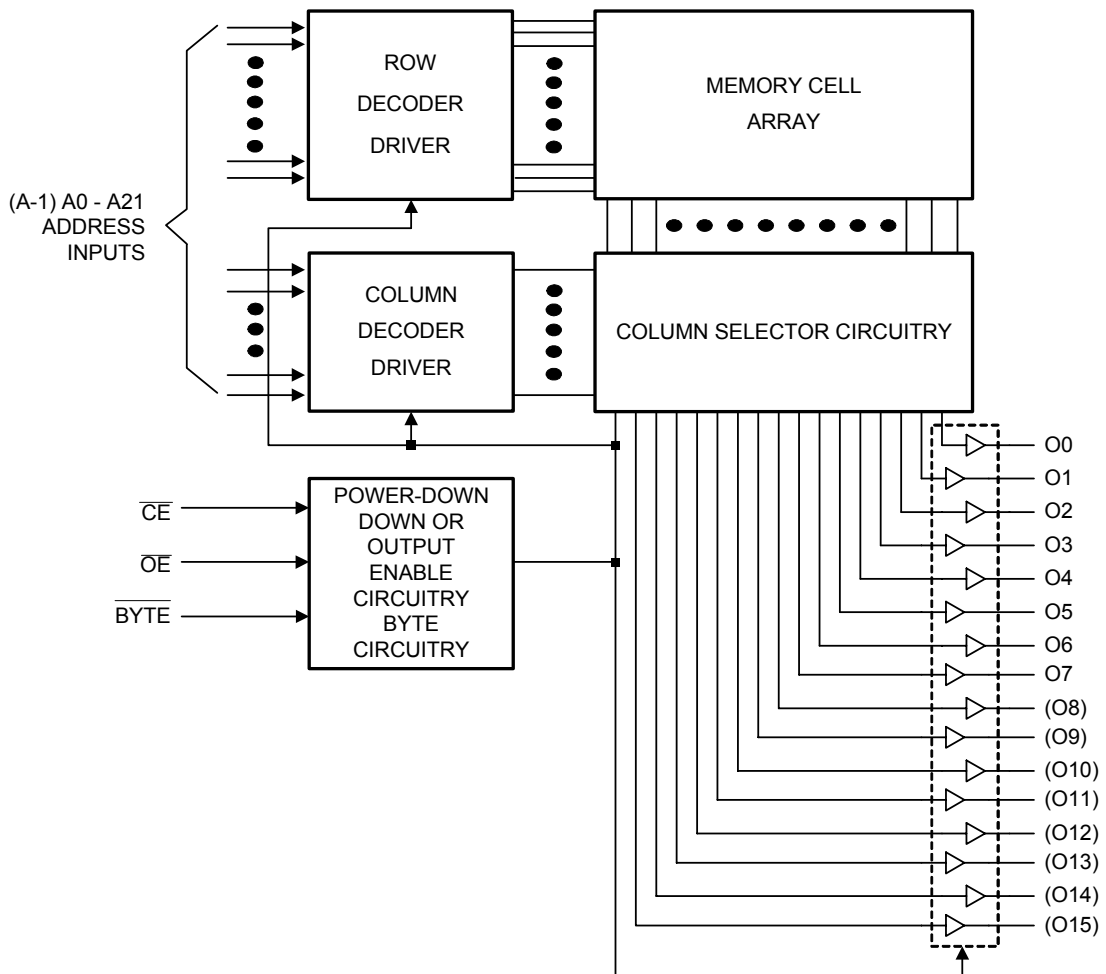 ROW
DECODER
DRIVER
MEMORY CELL
ARRAY
(A-1) A0 - A21
ADDRESS
INPUTS
COLUMN
DECODER
DRIVER
COLUMN SELECTOR CIRCUITRY
CE
OE
BYTE
POWER-DOWN
DOWN OR
OUTPUT
ENABLE
CIRCUITRY
BYTE
CIRCUITRY
O0
O1
O2
O3
O4
O5
O6
O7
(O8)
(O9)
(O10)
(O11)
(O12)
(O13)
(O14)
(O15)